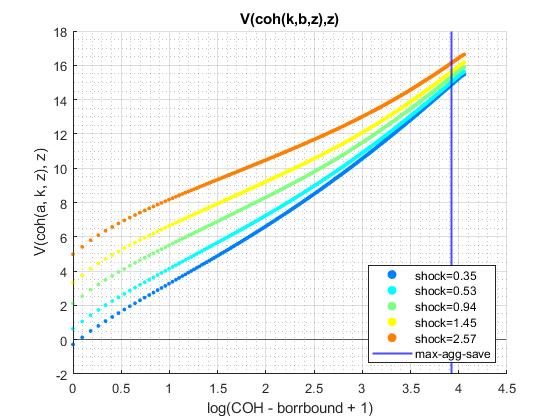 V(coh(k,b,z),z)
V(coh(a, k, z), z)
18
16
14
12
10
8
6
4
2
0
-2
0
0.5
1
1.5
2
2.5
3
3.5
4
4.5
log(COH - borrbound + 1)
shock=0.35
shock=0.53
shock=0.94
shock=1.45
shock=2.57
max-agg-save